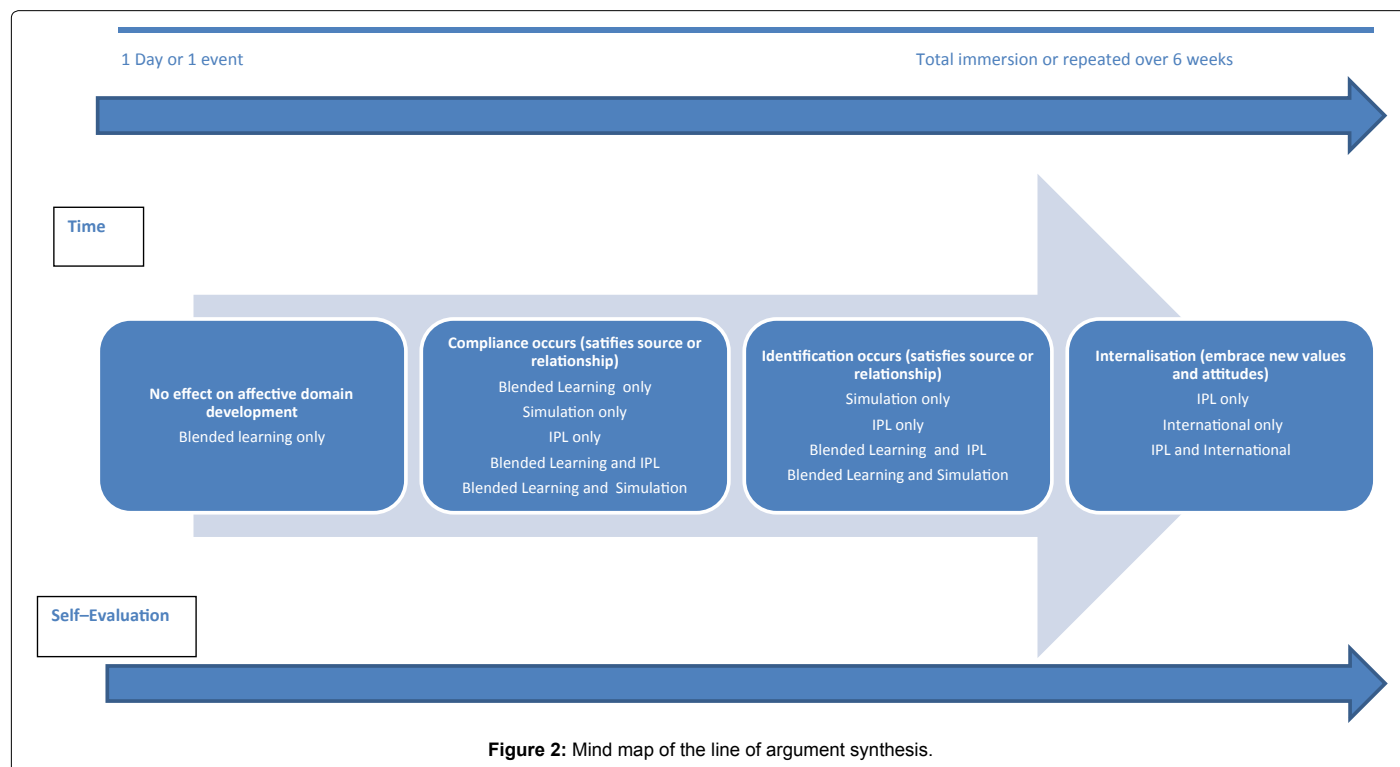 1 Day or 1 event
Total immersion or repeated over 6 weeks
Time
No effect on affective domain
development
Blended learning only
Compliance occurs (satifies source or
relationship)
Blended Learning only
Simulation only
IPL only
Blended Learning and IPL
Blended Learning and Simulation
Identification occurs (satisfies source or
relationship)
Simulation only
IPL only
Blended Learning and IPL
Blended Learning and Simulation
Internalisation (embrace new values
and attitudes)
IPL only
International only
IPL and International
Self–Evaluation
Figure 2: Mind map of the line of argument synthesis.